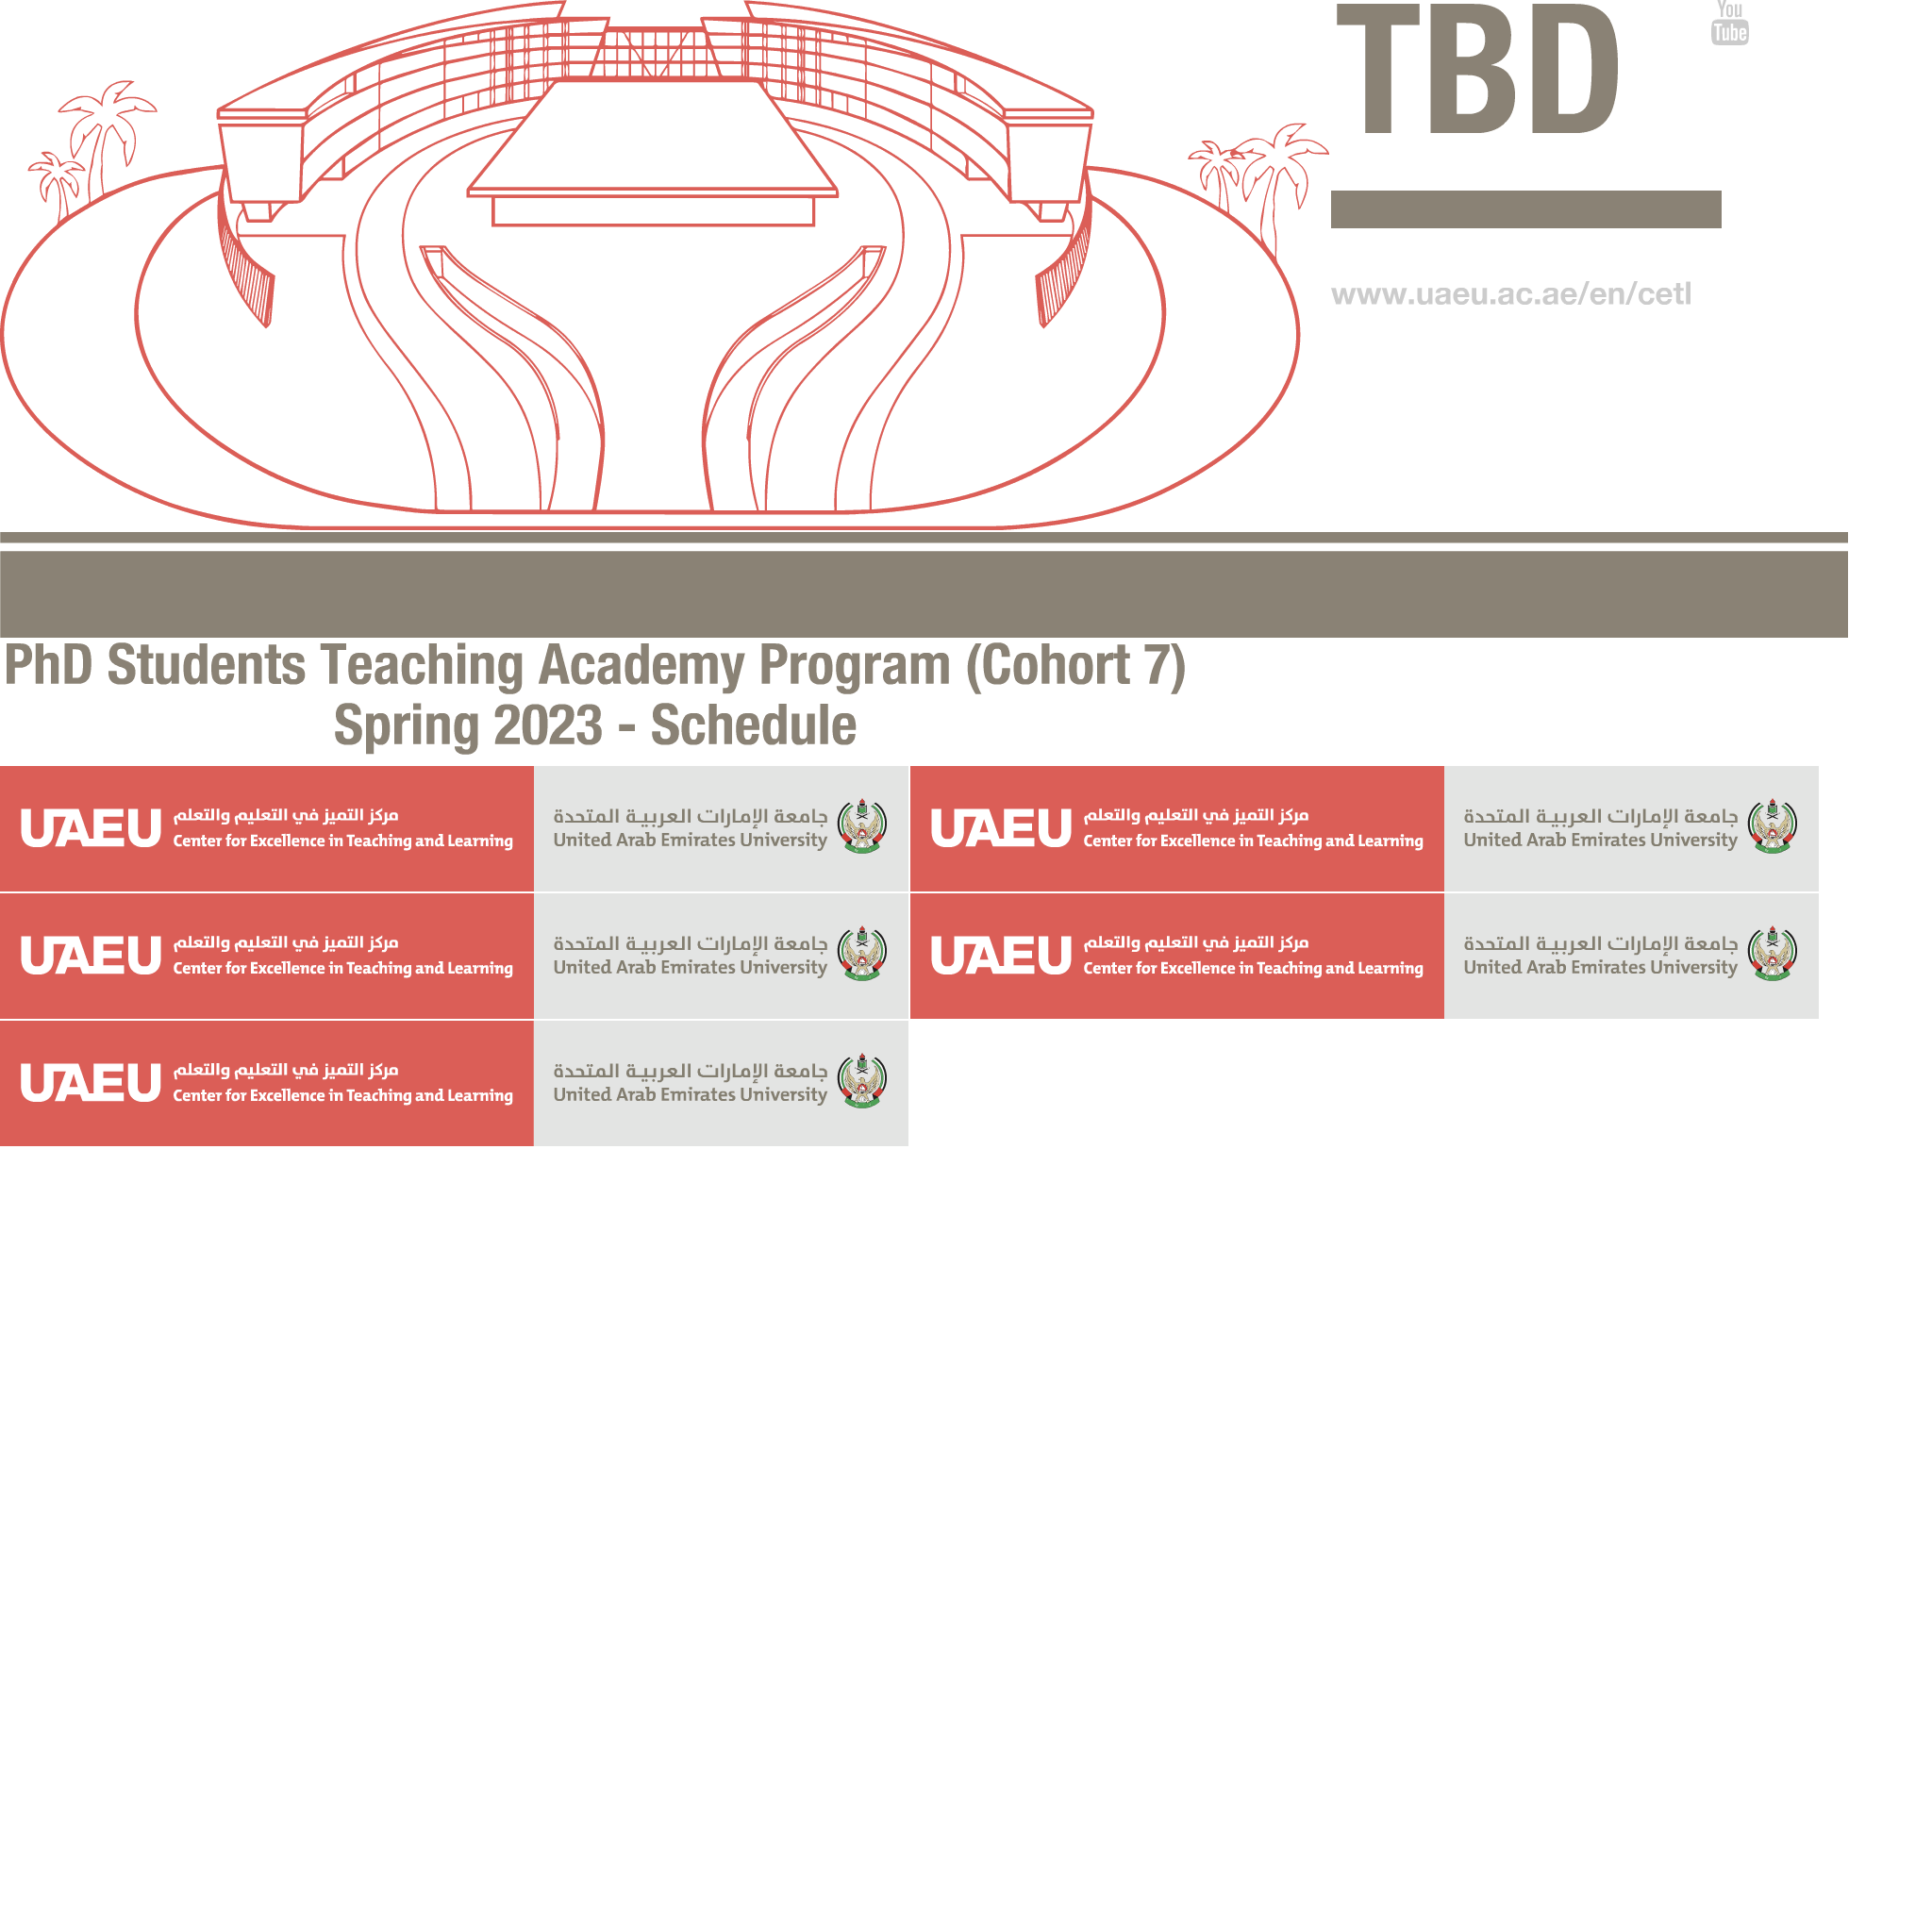 TBD
You
Tube
www.uaeu.ac.ae/en/cetl
PhD Students Teaching Academy Program (Cohort 7)
Spring 2023 - Schedule
UAEU
مركز التميز في التعليم والتعلم
Center for Excellence in Teaching and Learning
جامعة الإمارات العربية المتحدة
United Arab Emirates University
UAEU
مركز التميز في التعليم والتعلم
Center for Excellence in Teaching and Learning
جامعة الإمارات العربية المتحدة
United Arab Emirates University
UAEU
مركز التميز في التعليم والتعلم
Center for Excellence in Teaching and Learning
جامعة الإمارات العربية المتحدة
United Arab Emirates University
UAEU
مركز التميز في التعليم والتعلم
Center for Excellence in Teaching and Learning
جامعة الإمارات العربية المتحدة
United Arab Emirates University
UAEU
مركز التميز في التعليم والتعلم
Center for Excellence in Teaching and Learning
جامعة الإمارات العربية المتحدة
United Arab Emirates University